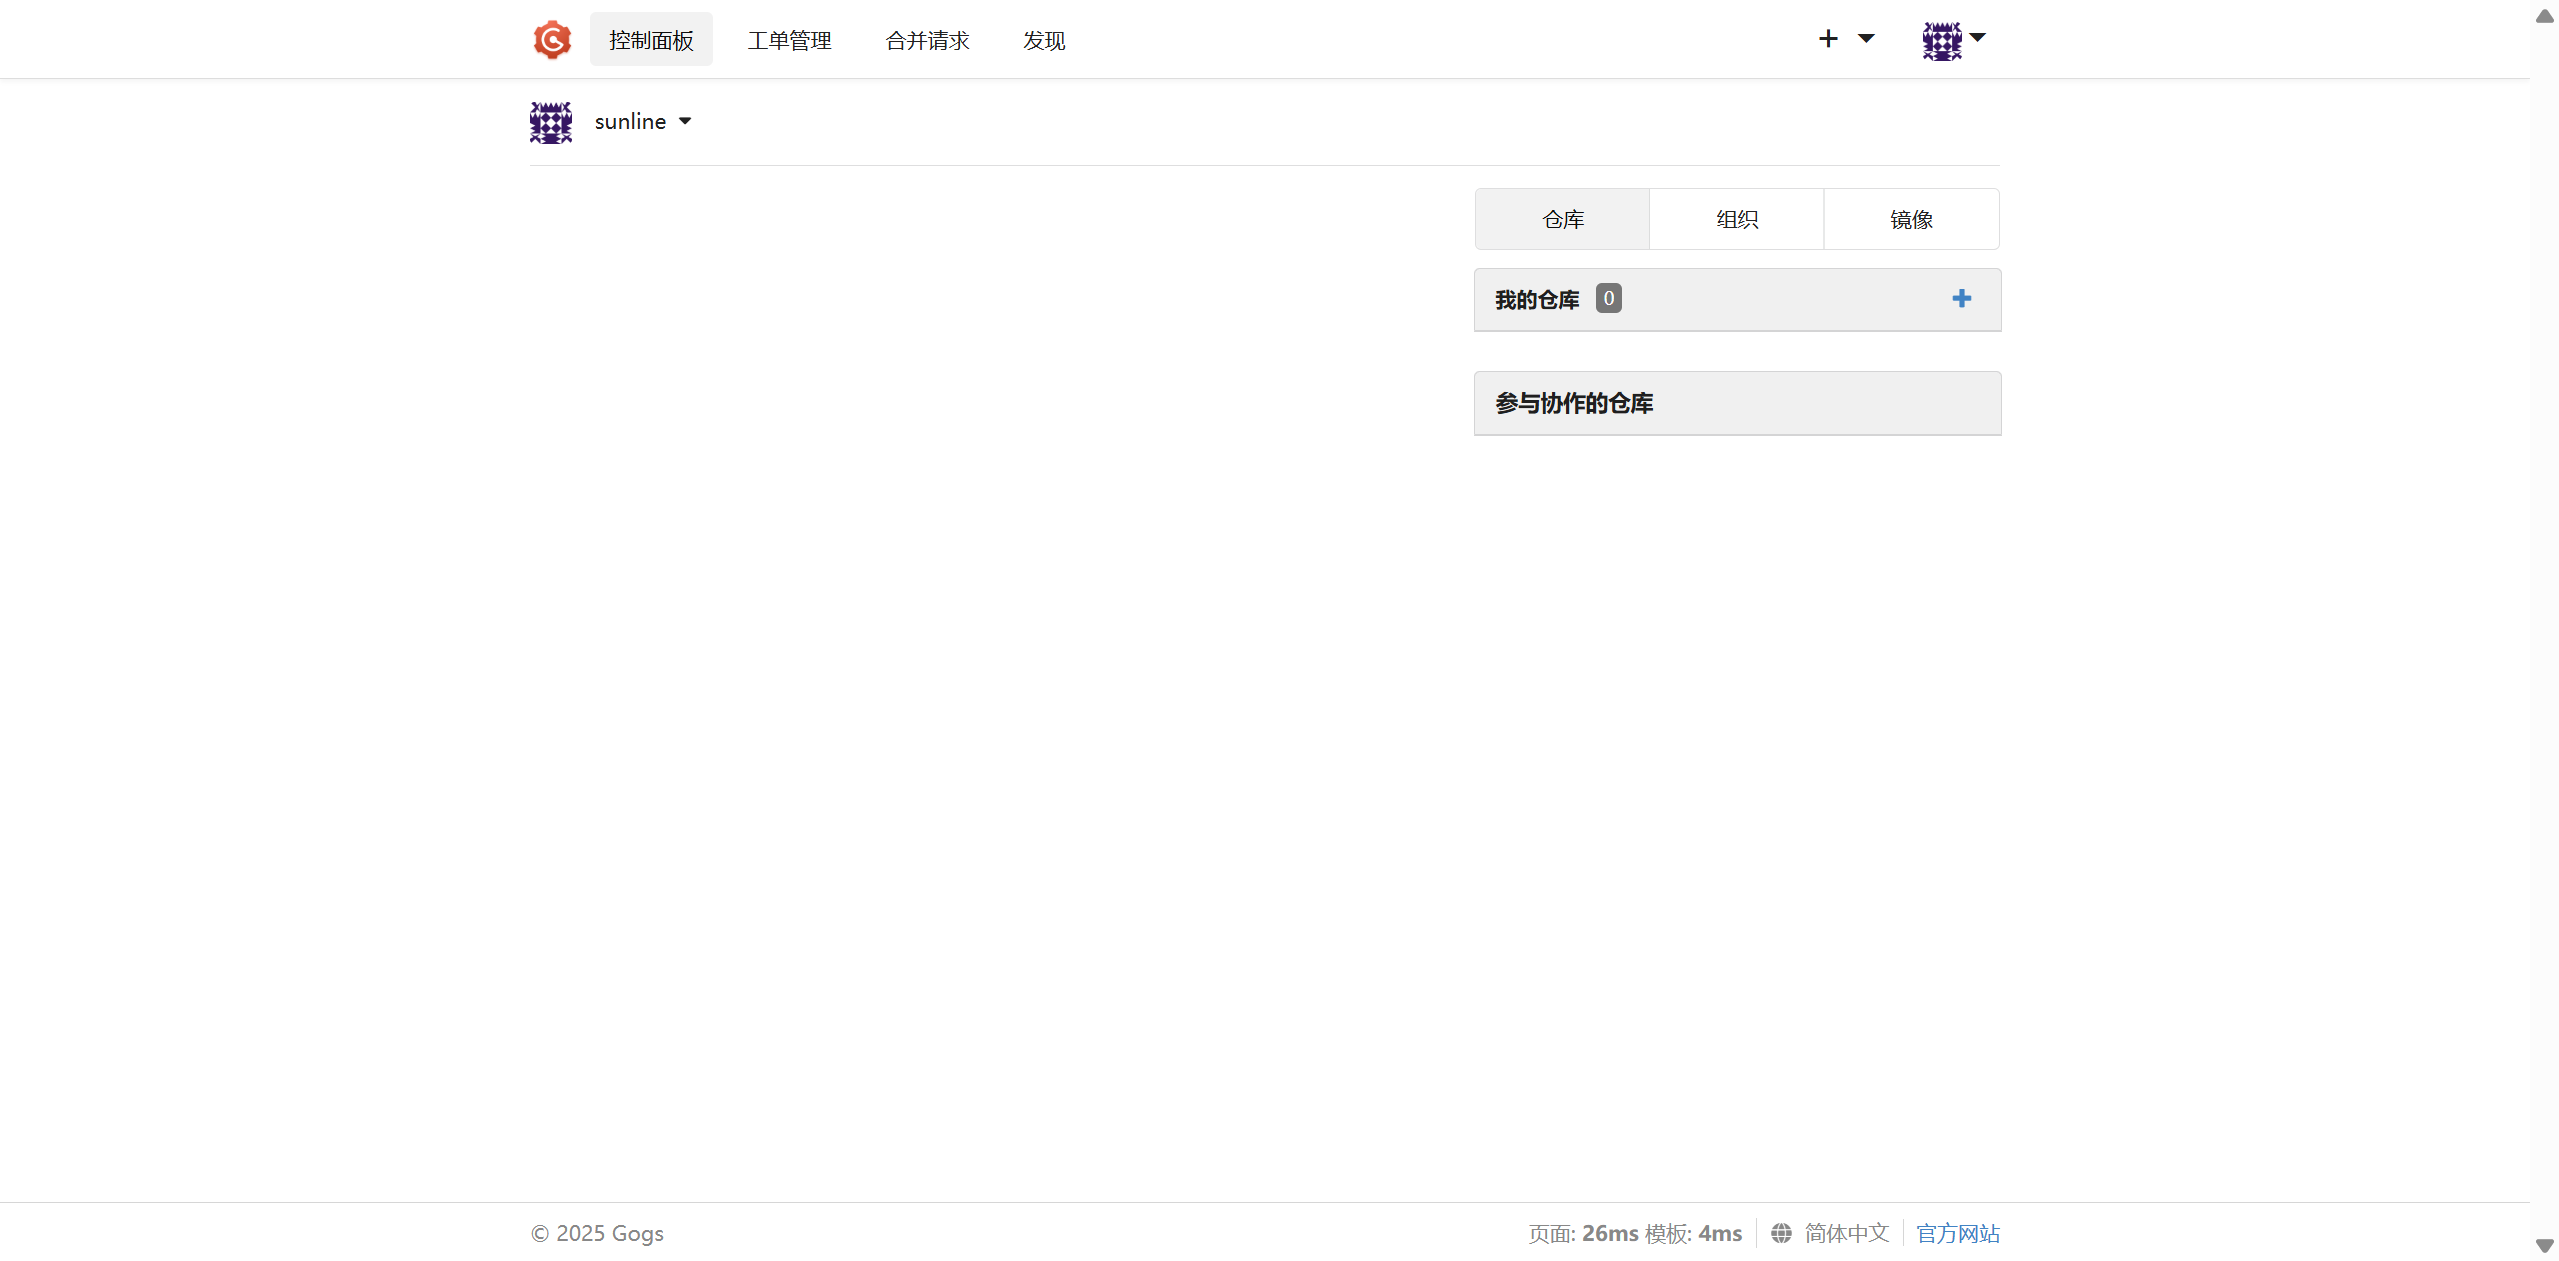 控制面板 工单管理 合并请求 发现
sunline
仓库 组织 镜像
我的仓库 0
参与协作的仓库
© 2025 Gogs 页面: 26ms 模板: 4ms 简体中文 官方网站